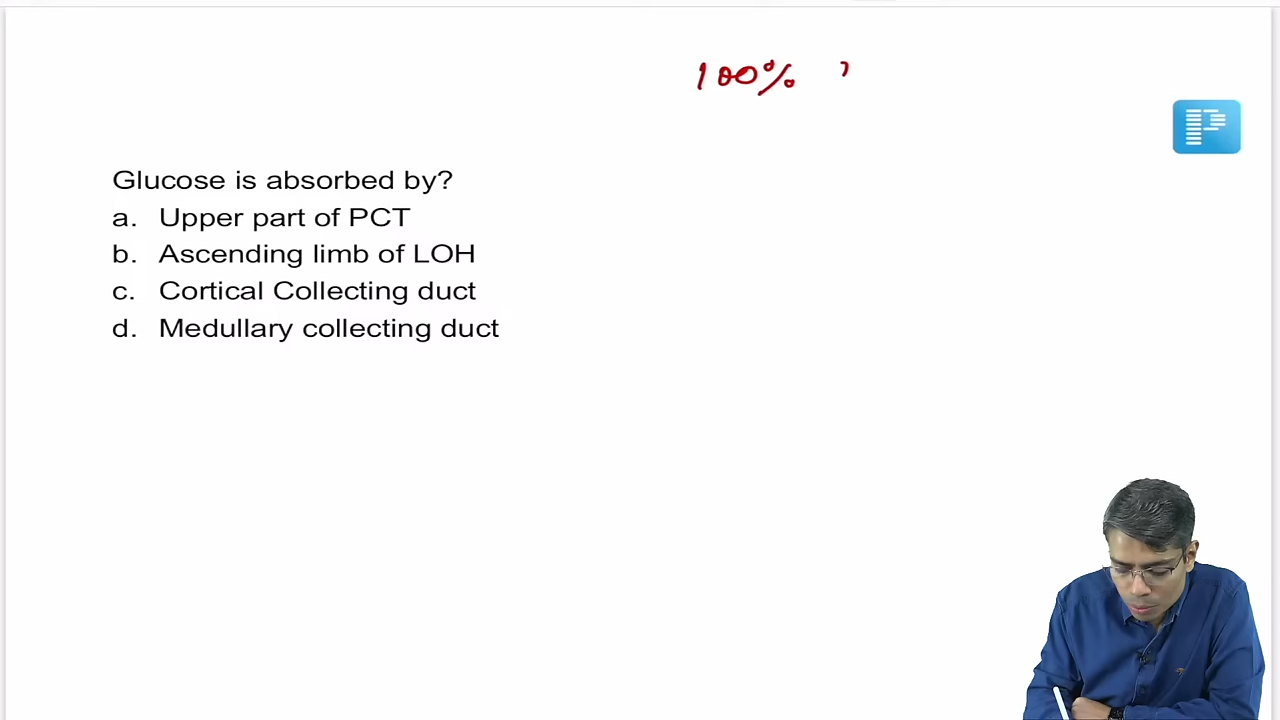 100%
Glucose is absorbed by?
a. Upper part of PCT
b. Ascending limb of LOH
c. Cortical Collecting duct
d. Medullary collecting duct